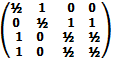 ½ 1 0 0
0 ½ 1 1
1 0 ½ ½
1 0 ½ ½